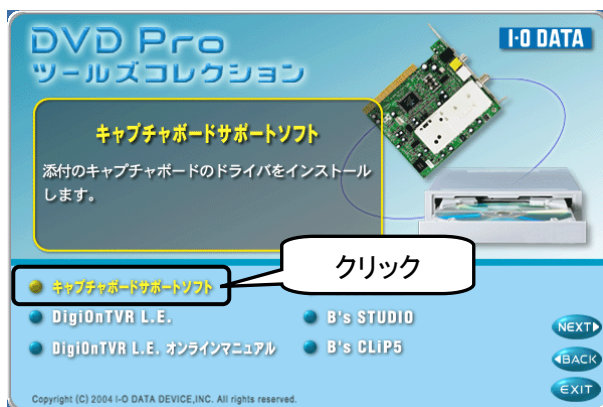 DVD Pro
ツールズコレクション
I-O DATA
キャプチャボードサポートソフト
添付のキャプチャボードのドライバをインストール
します。
クリック
キャプチャボードサポートソフト
DigiOnTVR L.E.
DigiOnTVR L.E. オンラインマニュアル
B's STUDIO
B's CLiP5
NEXT
BACK
EXIT
Copyright (C) 2004 I-O DATA DEVICE,INC. All rights reserved.